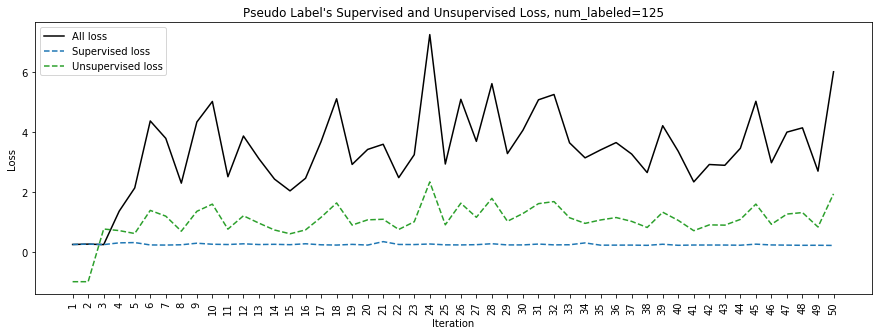 Pseudo Label's Supervised and Unsupervised Loss, num_labeled=125
All loss
Supervised loss
Unsupervised loss
6
4
2
0
Loss
1 2 3 4 5 6 7 8 9 10 11 12 13 14 15 16 17 18 19 20 21 22 23 24 25 26 27 28 29 30 31 32 33 34 35 36 37 38 39 40 41 42 43 44 45 46 47 48 49 50
Iteration